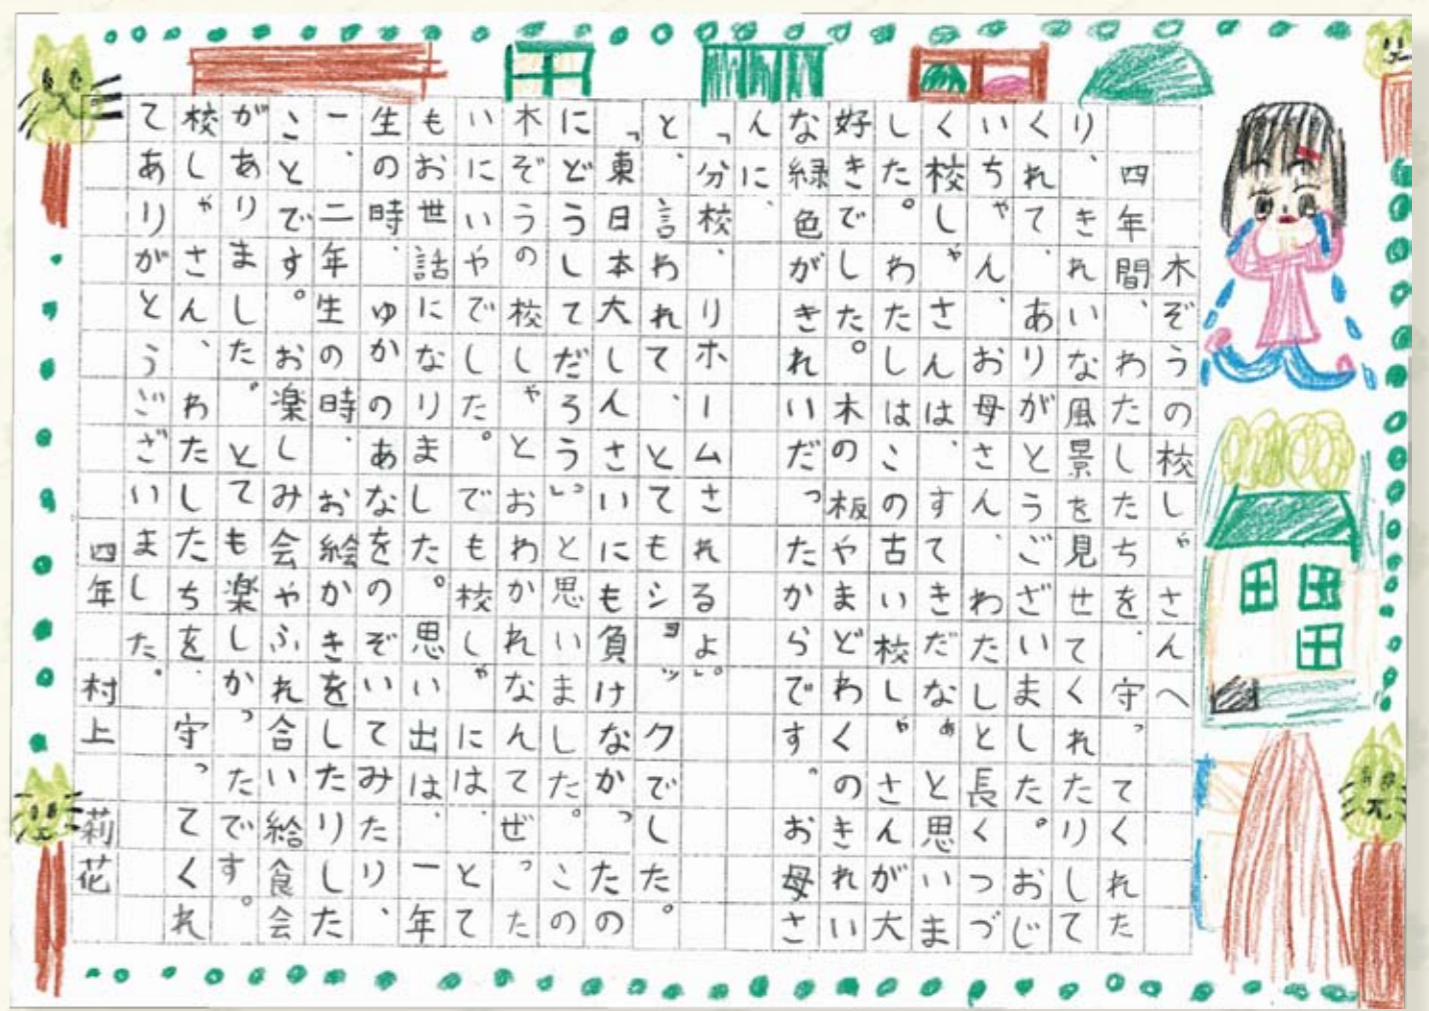 木ぞうの校しゃさんへ
四年間、わたしたちを、守ってくれた
り、きれいな風景を見せてくれたりして
くれて、ありがとうございました。おじ
いちゃん、お母さん、わたしと長くつづ
く校しゃさんは、すてきだなぁと思いま
した。わたしはこの古い校しゃさんが大
好きでした。木の板やまどわくのきれい
な緑色がきれいだったからです。お母さ
んに、
「分校、リホームされるよ。」
と、言われて、とてもショックでした。
「東日本大しんさいにも負けなかったの
にどうしてだろう」と思いました。この
木ぞうの校しゃとおわかれなんてぜった
いにいやでした。でも校しゃには、とて
もお世話になりました。思い出は、一年
生の時、ゆかのあなをのぞいてみたり、
一、二年生の時、お絵かきをしたりした
ことです。お楽しみ会やふれ合い給食会
がありました。とても楽しかったです。
校しゃさん、わたしたちを、守ってくれ
てありがとうございました。
四年 村上 莉花